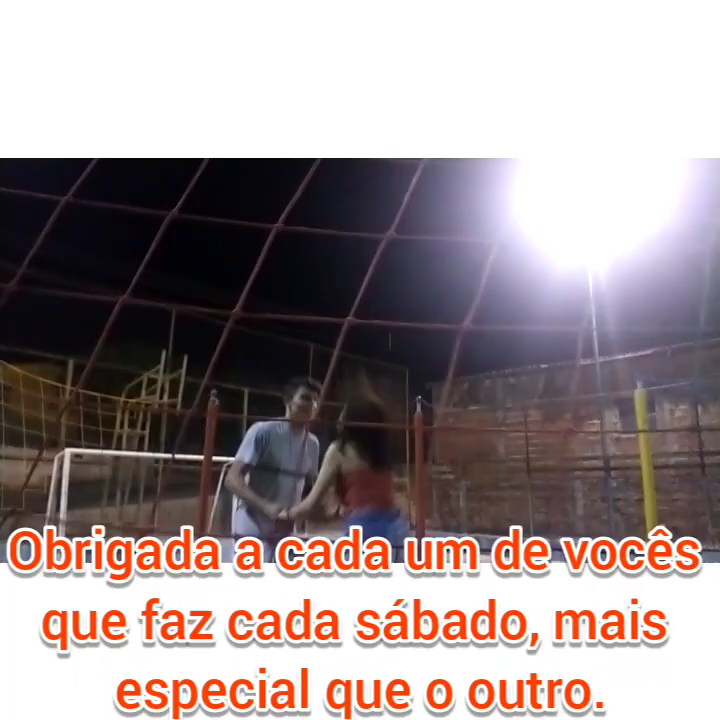 Obrigada a cada um de vocês
que faz cada sábado, mais
especial que o outro.